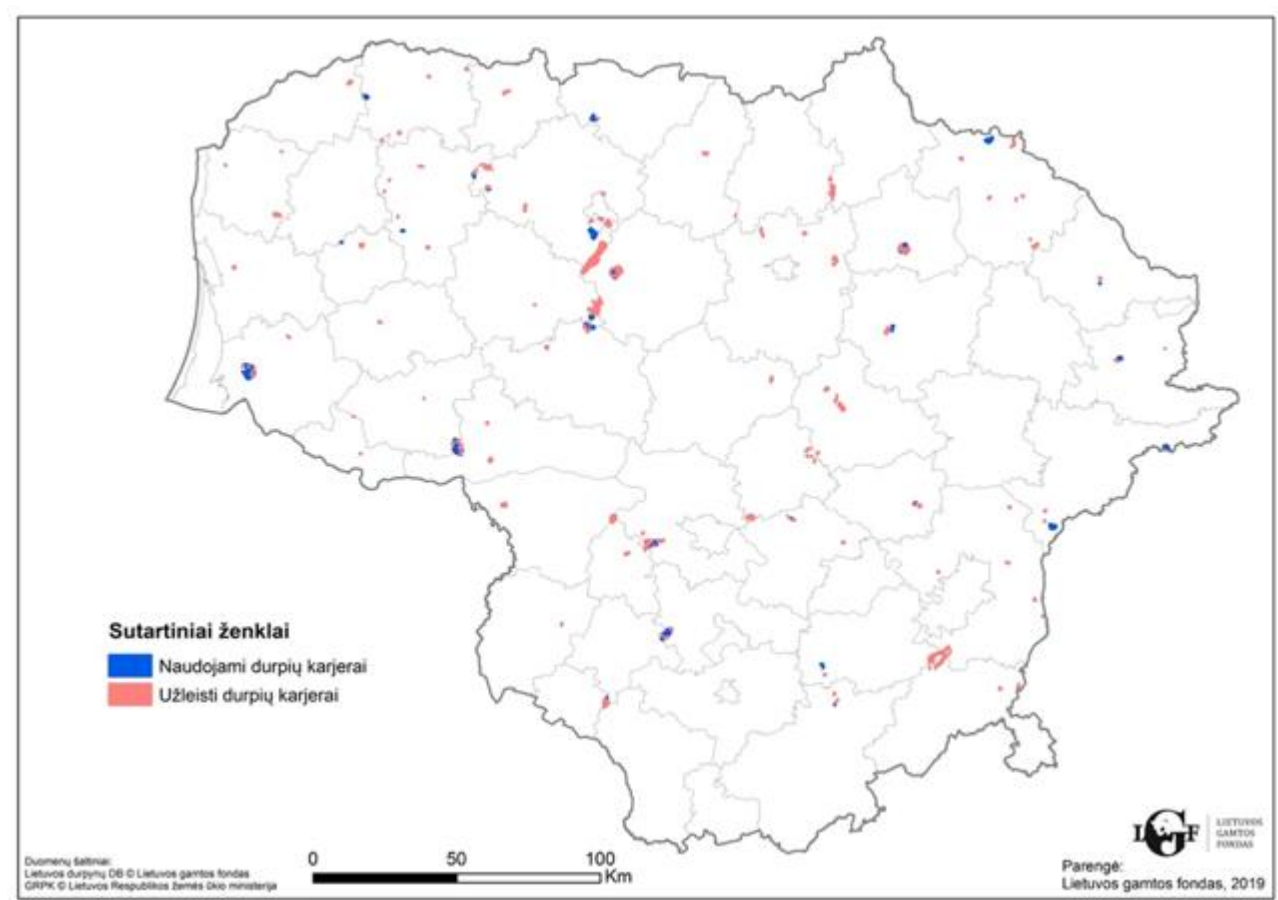 Sutartiniai ženklai
Naudojami durpių karjerai
Užleisti durpių karjerai
Duomenų šaltiniai:
Lietuvos durpynų DB © Lietuvos gamtos fondas
GRPK © Lietuvos Respublikos žemės ūkio ministerija
0 50 100
Km
LGF
LIETUVOS
GAMTOS
FONDAS
Parengė:
Lietuvos gamtos fondas, 2019